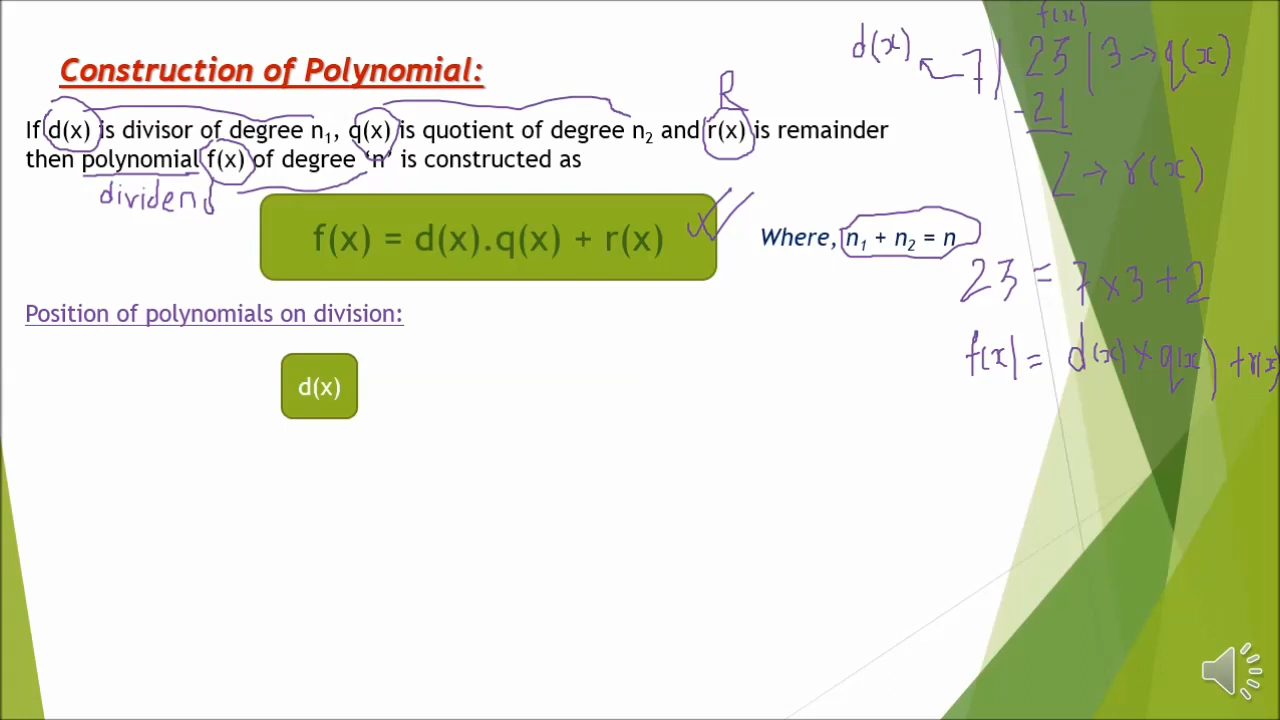 Construction of Polynomial:
If d(x) is divisor of degree n₁, q(x) is quotient of degree n₂ and r(x) is remainder
then polynomial f(x) of degree 'n' is constructed as
R
dividend
f(x) = d(x).q(x) + r(x)
Where, n₁ + n₂ = n
Position of polynomials on division:
d(x)
f(x)
d(x) 7) 23 | 3 → q(x)
-21
2 → r(x)
23 = 7 x 3 + 2
f(x) = d(x) x q(x) + r(x)